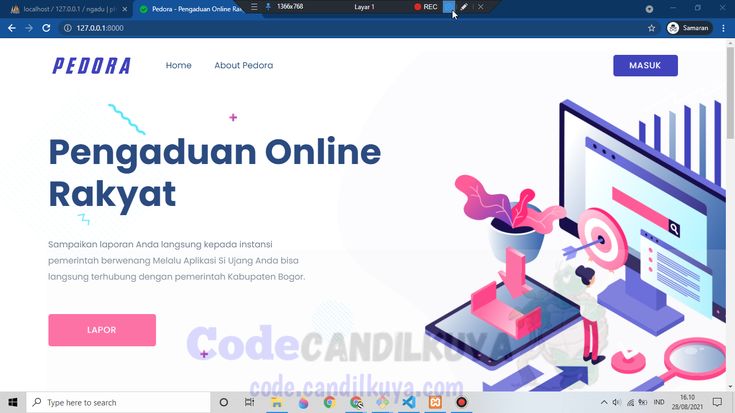 localhost / 127.0.0.1 / ngadu | p
Pedora - Pengaduan Online Ra
1366x768
Layar 1
REC
127.0.0.1:8000
Samaran
PEDORA
Home
About Pedora
MASUK
Pengaduan Online
Rakyat
Sampaikan laporan Anda langsung kepada instansi
pemerintah berwenang Melalu Aplikasi Si Ujang Anda bisa
langsung terhubung dengan pemerintah Kabupaten Bogor.
LAPOR
CodeCANDILKUYA
code.candilkuya.com
Type here to search
IND
16.10
28/08/2021